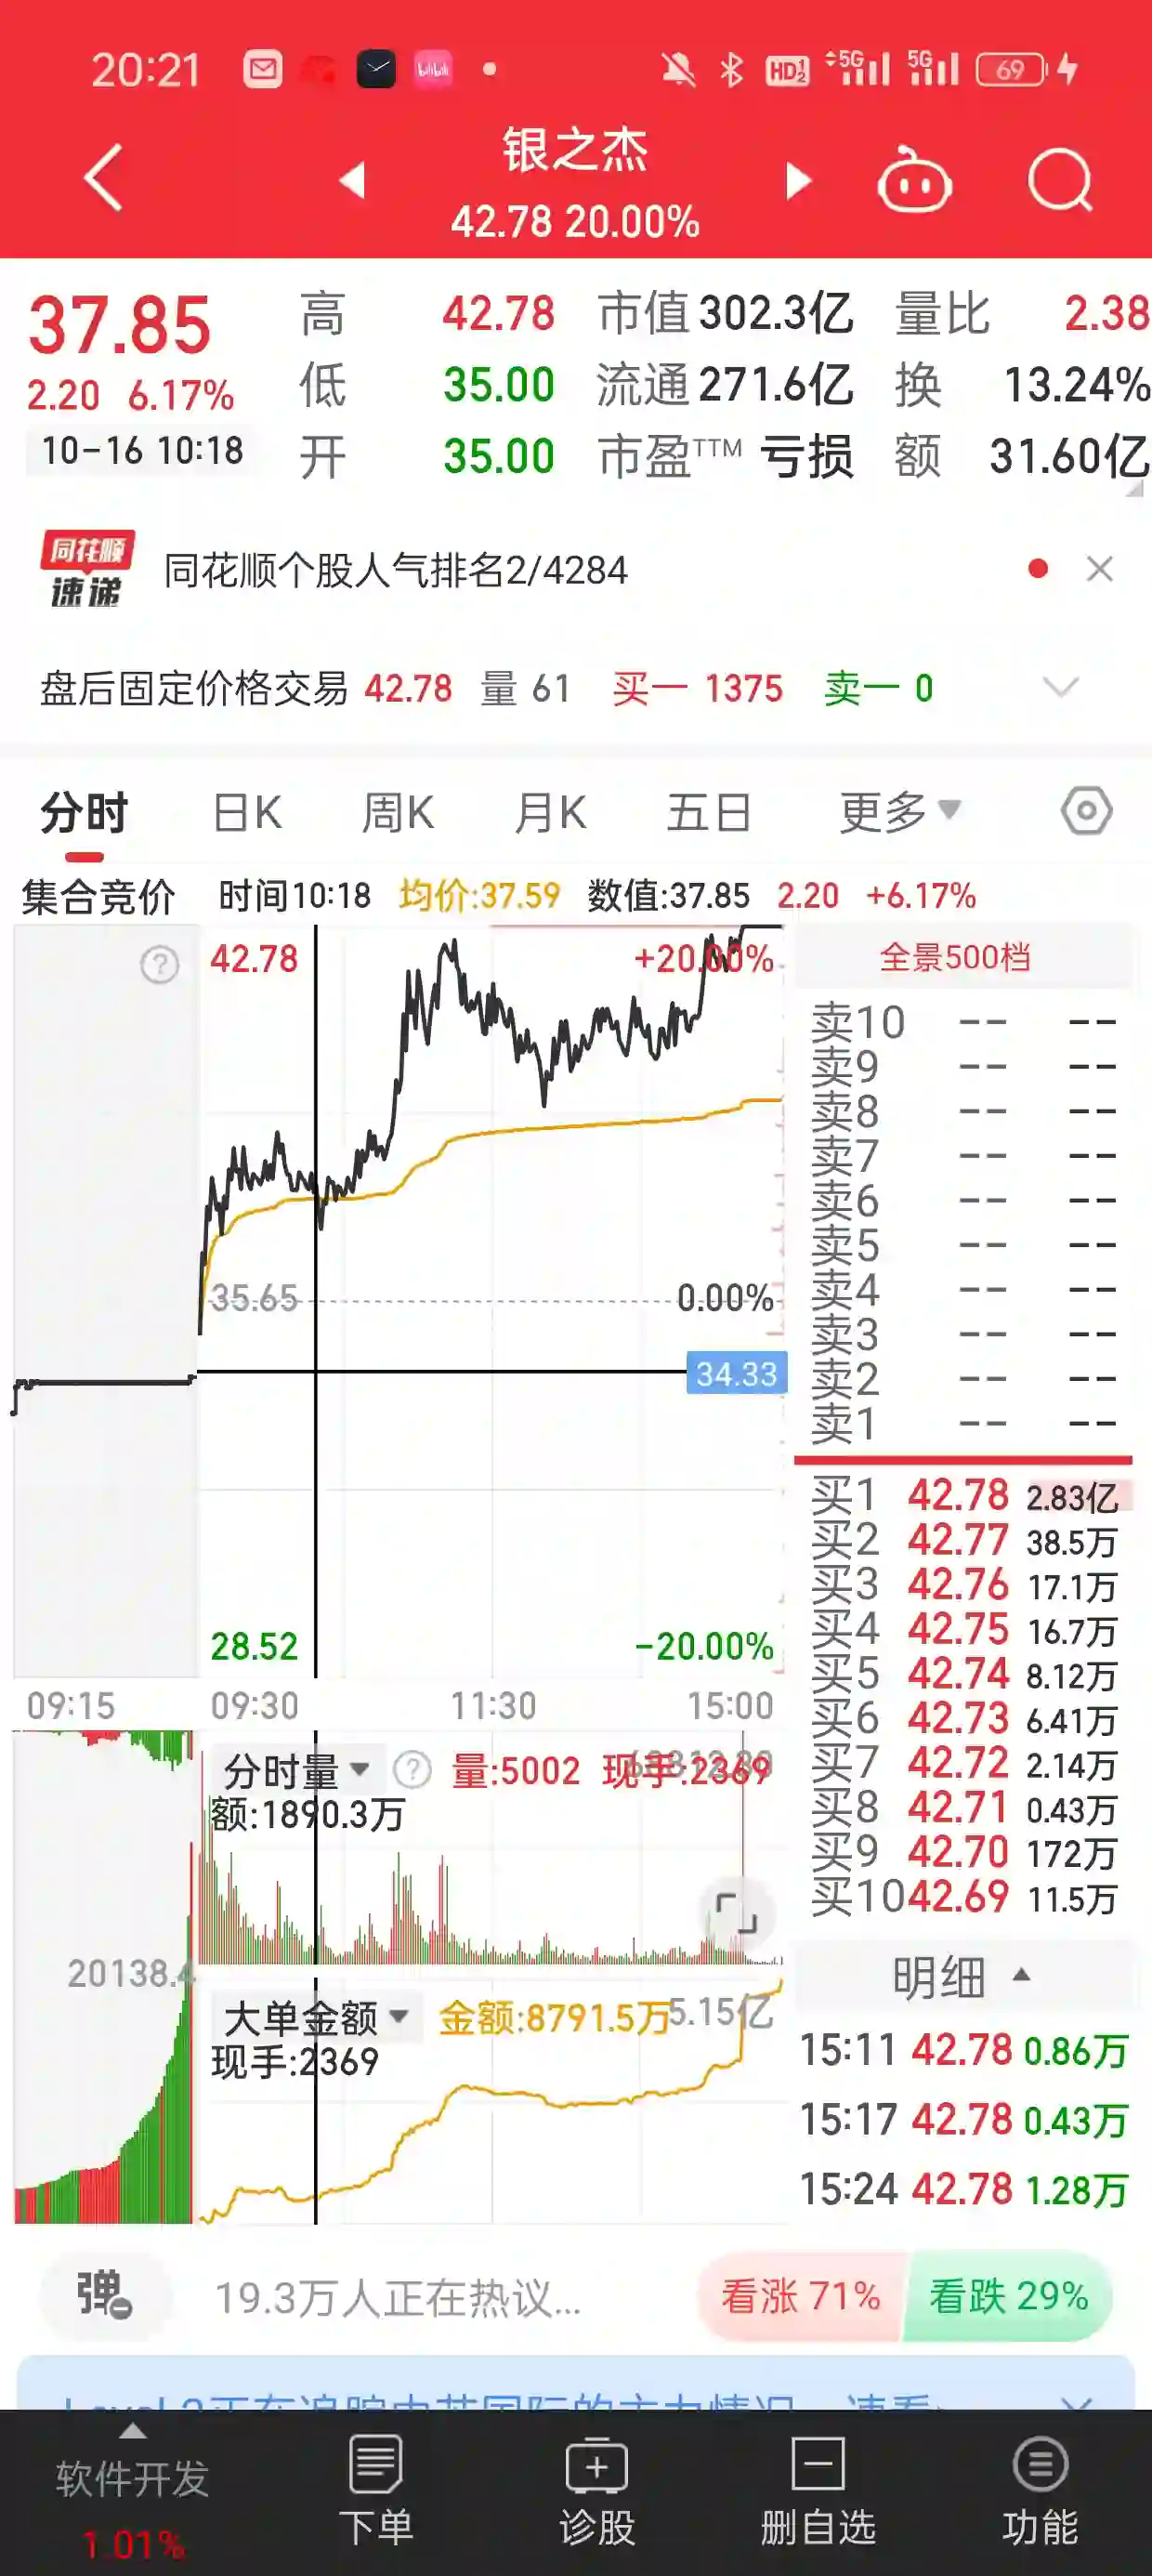 20:21 bilibili HD1 2 5G 5G 69
银之杰
42.78 20.00%
37.85 高 42.78 市值 302.3亿 量比 2.38
2.20 6.17% 低 35.00 流通 271.6亿 换 13.24%
10-16 10:18 开 35.00 市盈TTM 亏损 额 31.60亿
同花顺
速递
同花顺个股人气排名2/4284
盘后固定价格交易 42.78 量 61 买一 1375 卖一 0
分时 日K 周K 月K 五日 更多
集合竞价 时间10:18 均价:37.59 数值:37.85 2.20 +6.17%
? 42.78 +20.00%
35.65 0.00%
34.33
28.52 -20.00%
09:15 09:30 11:30 15:00
分时量 ? 量:5002 现手:2369
额:1890.3万
20138.4
大单金额 金额:8791.5万 5.15亿
现手:2369
全景500档
卖10 -- --
卖9 -- --
卖8 -- --
卖7 -- --
卖6 -- --
卖5 -- --
卖4 -- --
卖3 -- --
卖2 -- --
卖1 -- --
买1 42.78 2.83亿
买2 42.77 38.5万
买3 42.76 17.1万
买4 42.75 16.7万
买5 42.74 8.12万
买6 42.73 6.41万
买7 42.72 2.14万
买8 42.71 0.43万
买9 42.70 172万
买10 42.69 11.5万
明细
15:11 42.78 0.86万
15:17 42.78 0.43万
15:24 42.78 1.28万
弹 19.3万人正在热议... 看涨 71% 看跌 29%
软件开发
1.01%
下单 诊股 删自选 功能